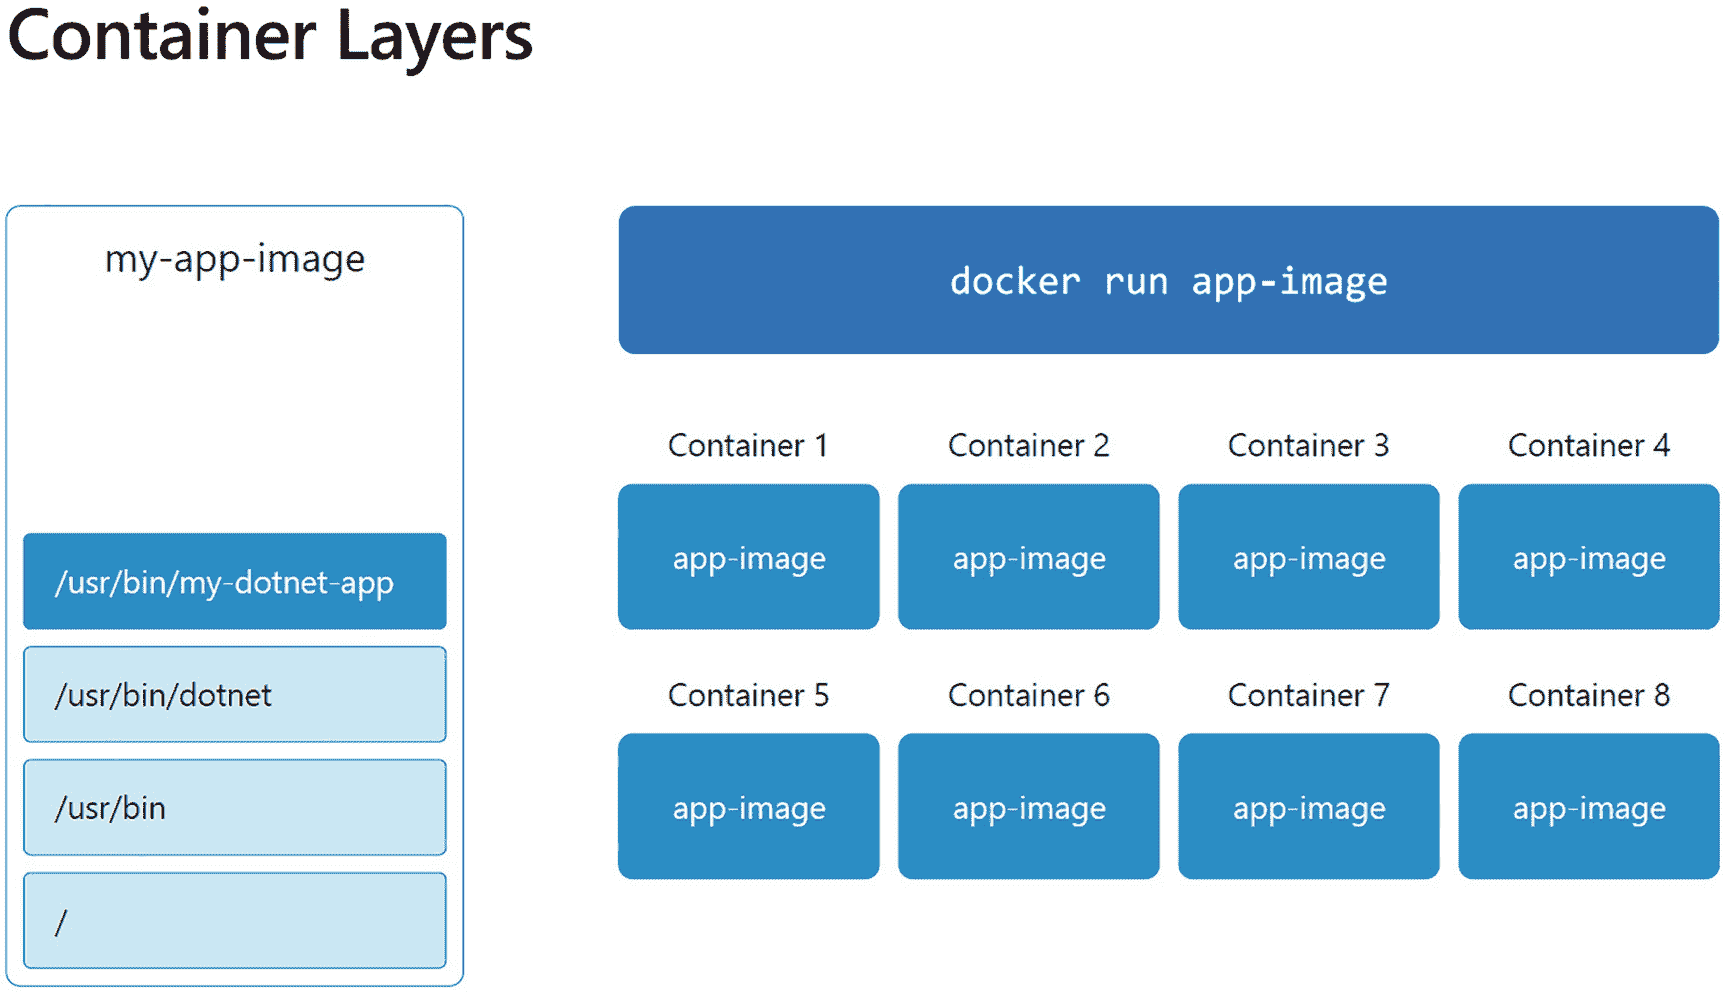 Container Layers
my-app-image
/usr/bin/my-dotnet-app
/usr/bin/dotnet
/usr/bin
/
docker run app-image
Container 1
Container 2
Container 3
Container 4
app-image
app-image
app-image
app-image
Container 5
Container 6
Container 7
Container 8
app-image
app-image
app-image
app-image